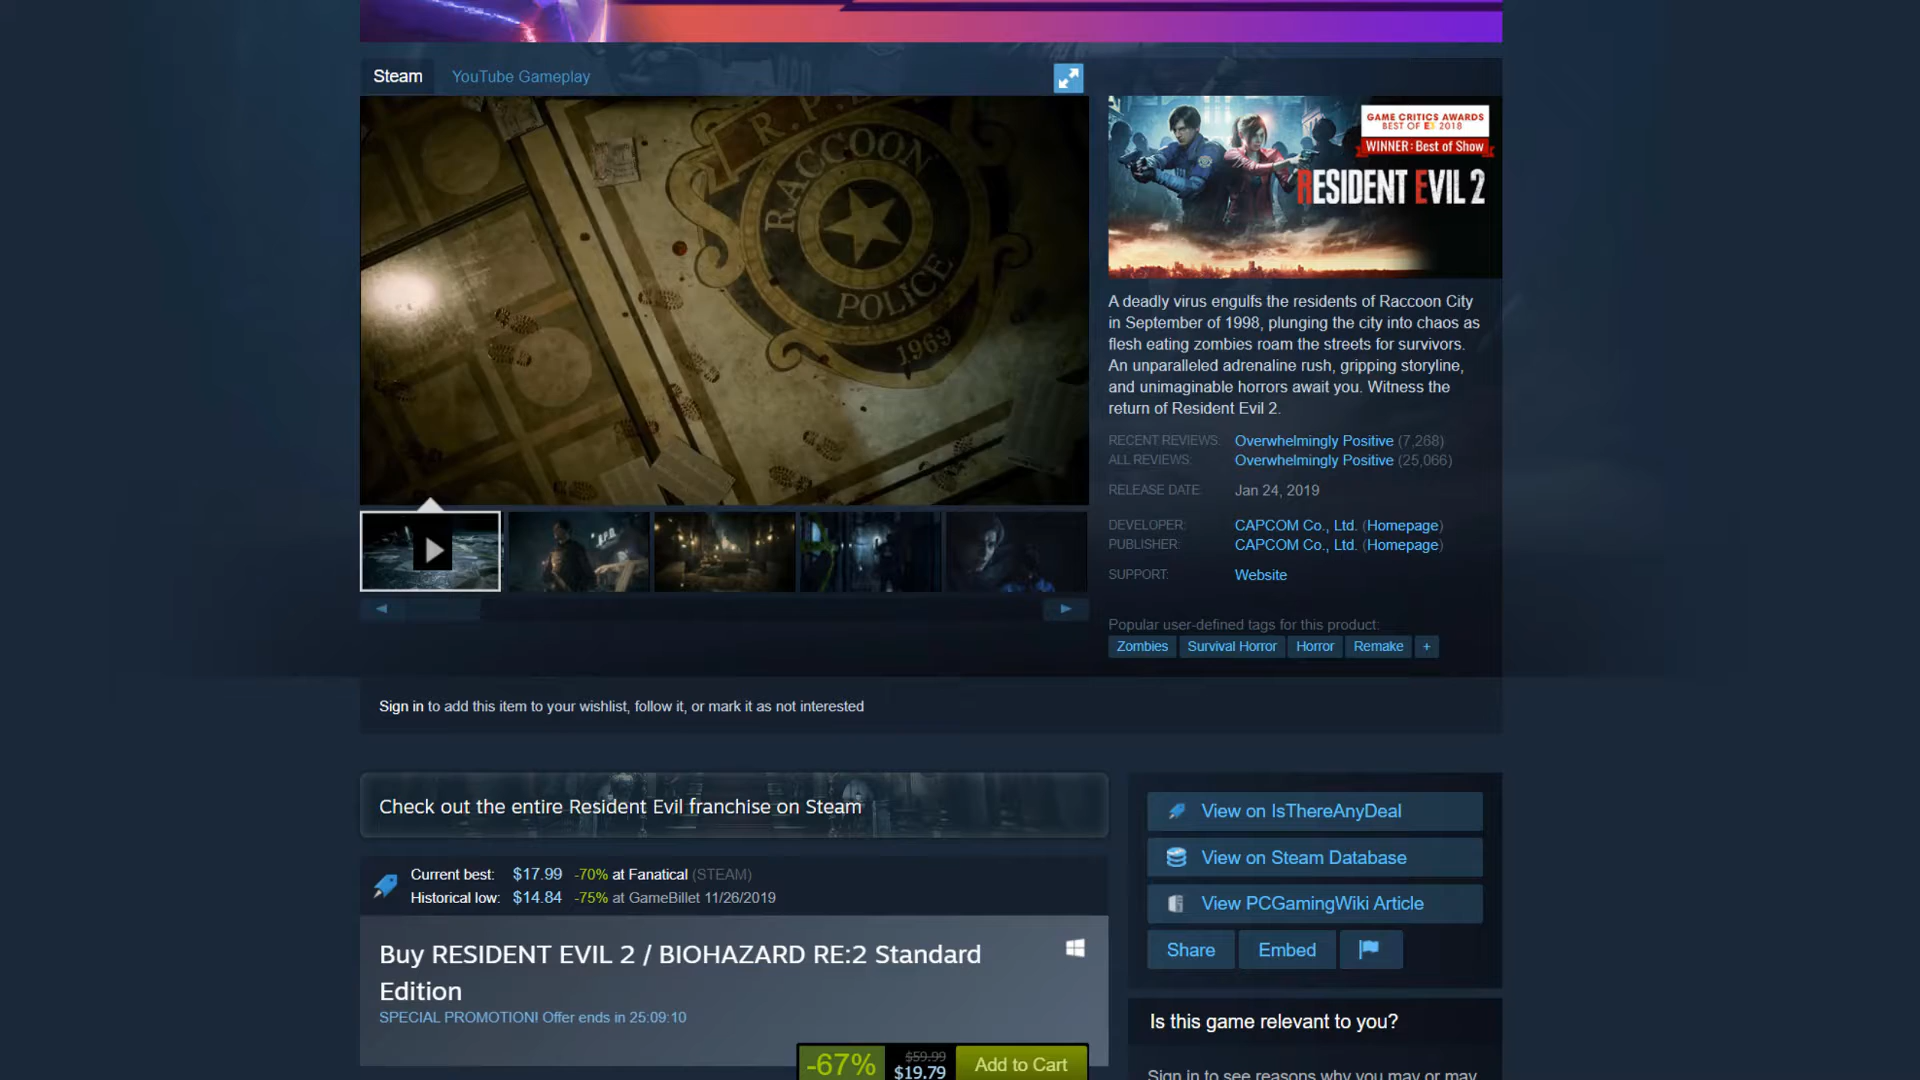 Steam
YouTube Gameplay
RACCOON
POLICE
1969
GAME CRITICS AWARDS
BEST OF E3 2018
WINNER: Best of Show
RESIDENT EVIL 2
A deadly virus engulfs the residents of Raccoon City
in September of 1998, plunging the city into chaos as
flesh eating zombies roam the streets for survivors.
An unparalleled adrenaline rush, gripping storyline,
and unimaginable horrors await you. Witness the
return of Resident Evil 2.
RECENT REVIEWS: Overwhelmingly Positive (7,268)
ALL REVIEWS: Overwhelmingly Positive (25,066)
RELEASE DATE: Jan 24, 2019
DEVELOPER: CAPCOM Co., Ltd. (Homepage)
PUBLISHER: CAPCOM Co., Ltd. (Homepage)
SUPPORT: Website
Popular user-defined tags for this product:
Zombies Survival Horror Horror Remake +
Sign in to add this item to your wishlist, follow it, or mark it as not interested
Check out the entire Resident Evil franchise on Steam
Current best: $17.99 -70% at Fanatical (STEAM)
Historical low: $14.84 -75% at GameBillet 11/26/2019
Buy RESIDENT EVIL 2 / BIOHAZARD RE:2 Standard
Edition
SPECIAL PROMOTION! Offer ends in 25:09:10
-67% $59.99 $19.79 Add to Cart
View on IsThereAnyDeal
View on Steam Database
View PCGamingWiki Article
Share Embed
Is this game relevant to you?
Sign in to see reasons why you may or may